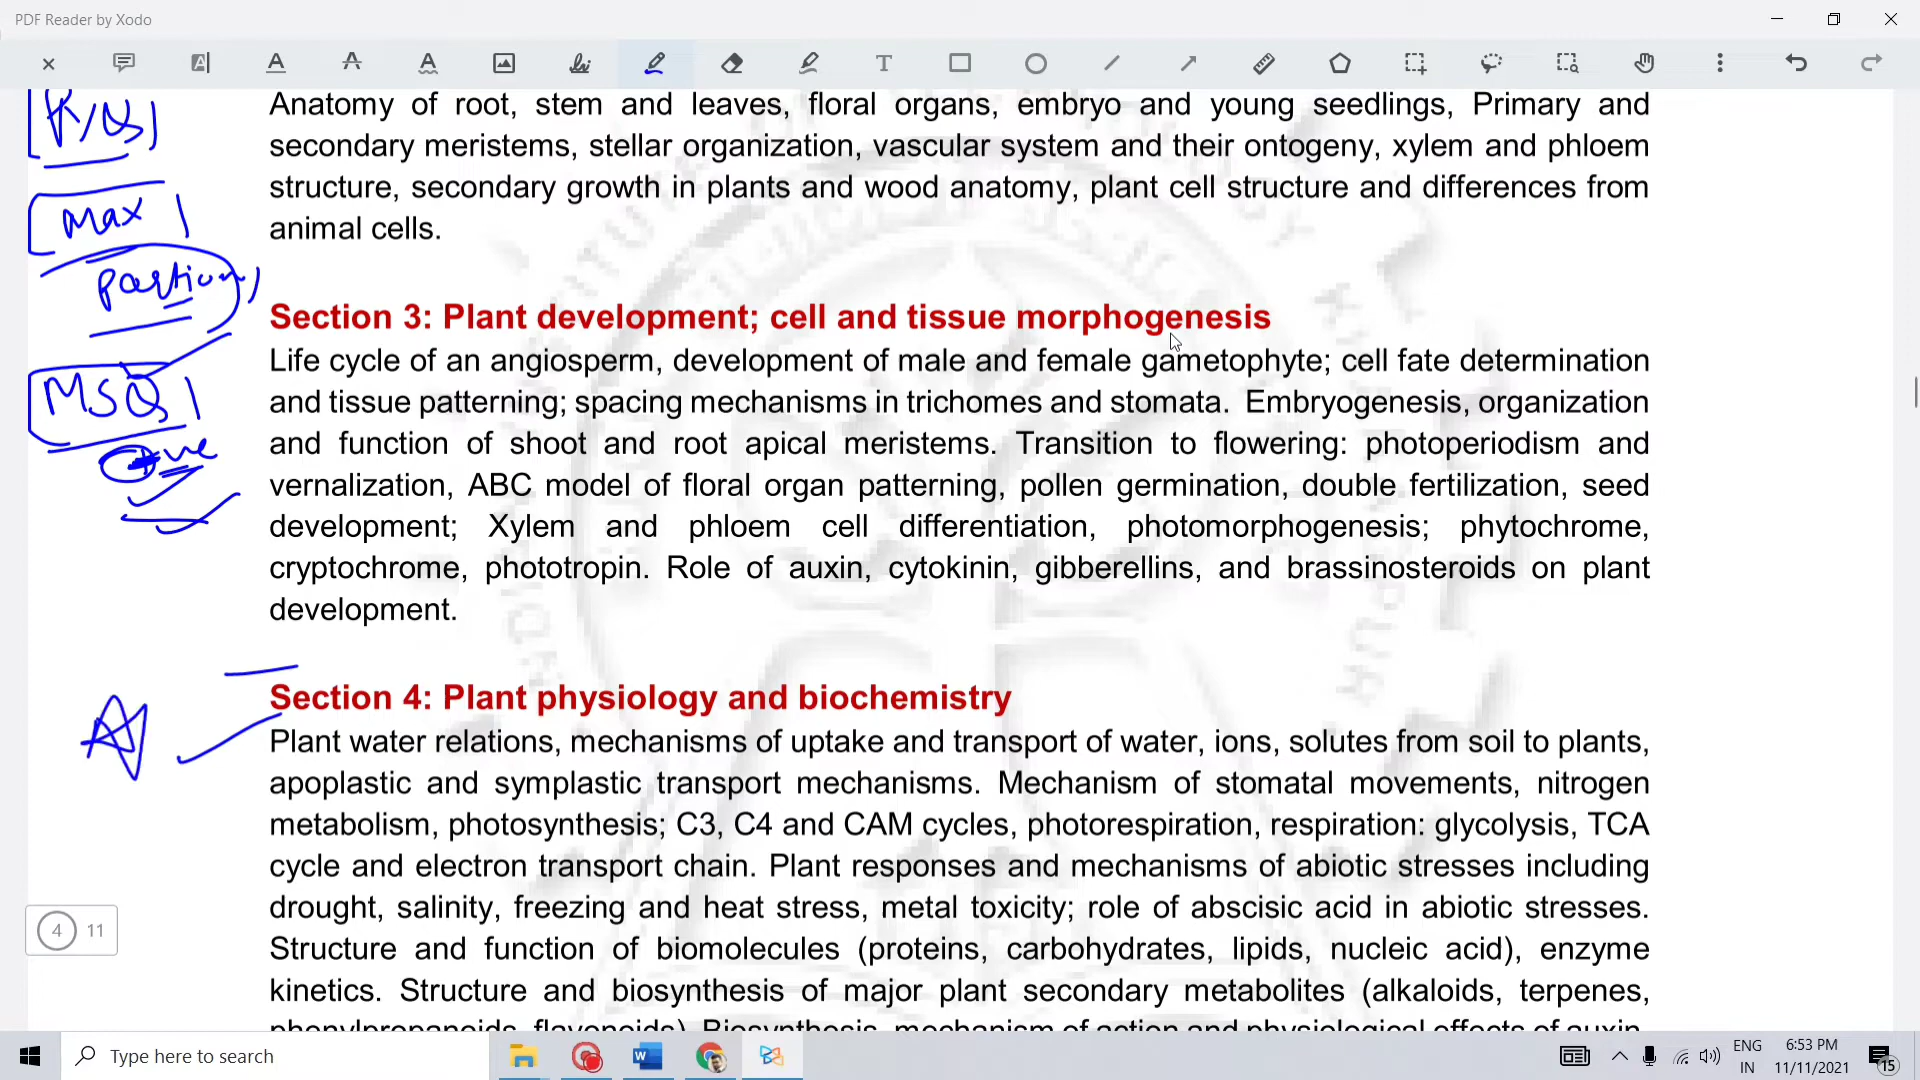 PDF Reader by Xodo
Anatomy of root, stem and leaves, floral organs, embryo and young seedlings, Primary and
secondary meristems, stellar organization, vascular system and their ontogeny, xylem and phloem
structure, secondary growth in plants and wood anatomy, plant cell structure and differences from
animal cells.
Max
Section 3: Plant development; cell and tissue morphogenesis
Life cycle of an angiosperm, development of male and female gametophyte; cell fate determination
and tissue patterning; spacing mechanisms in trichomes and stomata. Embryogenesis, organization
and function of shoot and root apical meristems. Transition to flowering: photoperiodism and
vernalization, ABC model of floral organ patterning, pollen germination, double fertilization, seed
development; Xylem and phloem cell differentiation, photomorphogenesis; phytochrome,
cryptochrome, phototropin. Role of auxin, cytokinin, gibberellins, and brassinosteroids on plant
development.
MSQ
Section 4: Plant physiology and biochemistry
Plant water relations, mechanisms of uptake and transport of water, ions, solutes from soil to plants,
apoplastic and symplastic transport mechanisms. Mechanism of stomatal movements, nitrogen
metabolism, photosynthesis; C3, C4 and CAM cycles, photorespiration, respiration: glycolysis, TCA
cycle and electron transport chain. Plant responses and mechanisms of abiotic stresses including
drought, salinity, freezing and heat stress, metal toxicity; role of abscisic acid in abiotic stresses.
Structure and function of biomolecules (proteins, carbohydrates, lipids, nucleic acid), enzyme
kinetics. Structure and biosynthesis of major plant secondary metabolites (alkaloids, terpenes,
phenylpropanoids, flavonoids). Biosynthesis, mechanism of action and physiological effects of auxin,
4 11
Type here to search
ENG
IN
6:53 PM
11/11/2021
15